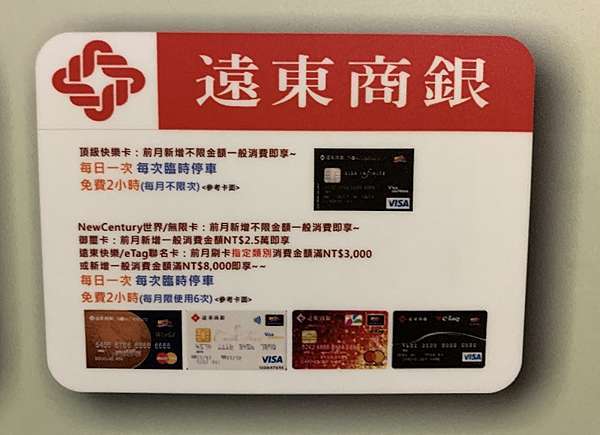 遠東商銀
頂級快樂卡：前月新增不限金額一般消費即享~
每日一次 每次臨時停車
免費2小時(每月不限次) <參考卡面>
VISA
NewCentury世界/無限卡：前月新增不限金額一般消費即享~
御璽卡：前月新增一般消費金額NT$2.5萬即享
遠東快樂/eTag聯名卡：前月刷卡指定類別消費金額滿NT$3,000
或新增一般消費金額滿NT$8,000即享~~
每日一次 每次臨時停車
免費2小時(每月限使用6次) <參考卡面>
MasterCard
VISA
VISA